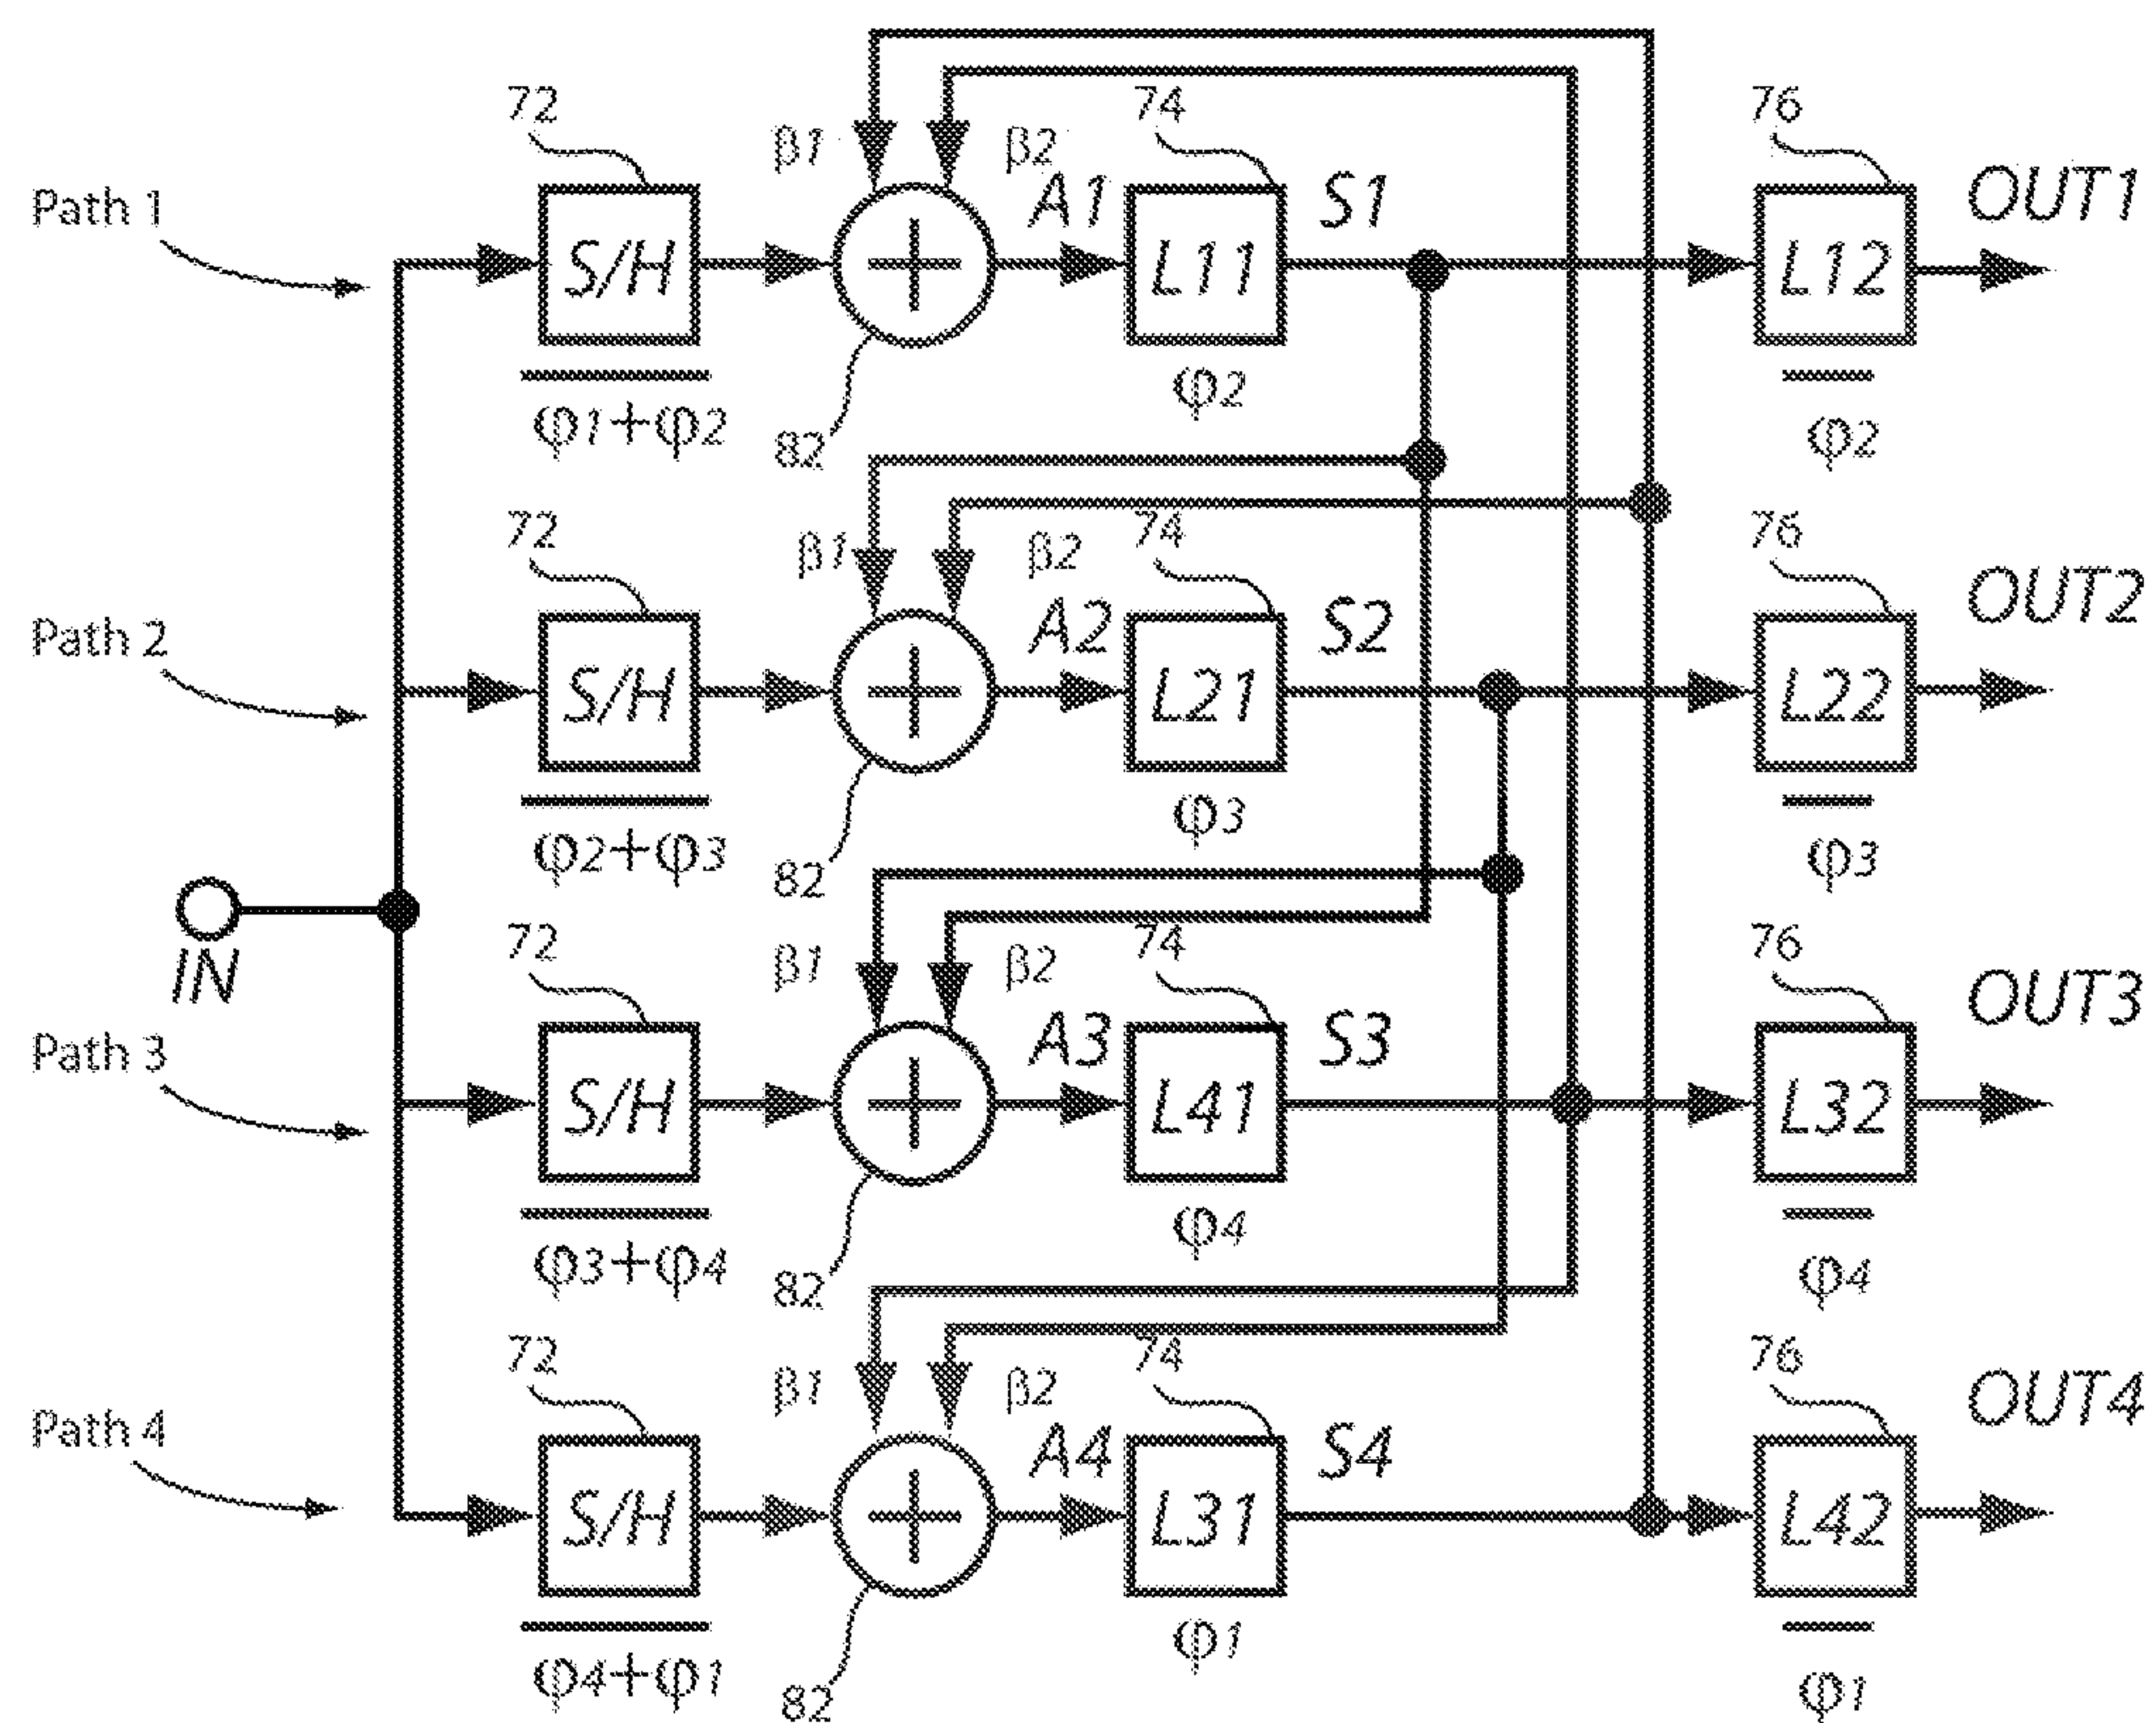 72
74
76
β1
β2
Path 1
S/H
A1
L11
S1
L12
OUT1
φ1+φ2
82
φ2
φ2
72
74
76
β1
β2
Path 2
S/H
A2
L21
S2
L22
OUT2
φ2+φ3
82
φ3
φ3
IN
72
74
76
β1
β2
Path 3
S/H
A3
L41
S3
L32
OUT3
φ3+φ4
82
φ4
φ4
72
74
76
β1
β2
Path 4
S/H
A4
L31
S4
L42
OUT4
φ4+φ1
82
φ1
φ1